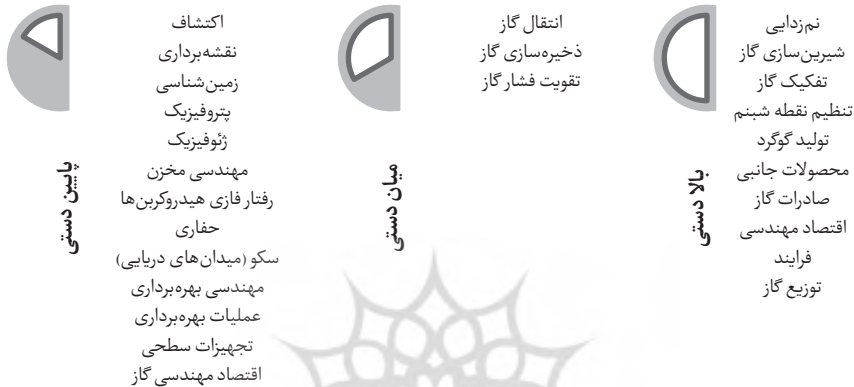 نم‌زدایی
شیرین‌سازی گاز
تفکیک گاز
تنظیم نقطه شبنم
تولید گوگرد
محصولات جانبی
صادرات گاز
اقتصاد مهندسی
فرایند
توزیع گاز
بالا دستی
انتقال گاز
ذخیره‌سازی گاز
تقویت فشار گاز
میان دستی
اکتشاف
نقشه‌برداری
زمین‌شناسی
پتروفیزیک
ژئوفیزیک
مهندسی مخزن
رفتار فازی هیدروکربن‌ها
حفاری
سکو (میدان‌های دریایی)
مهندسی بهره‌برداری
عملیات بهره‌برداری
تجهیزات سطحی
اقتصاد مهندسی گاز
پایین دستی